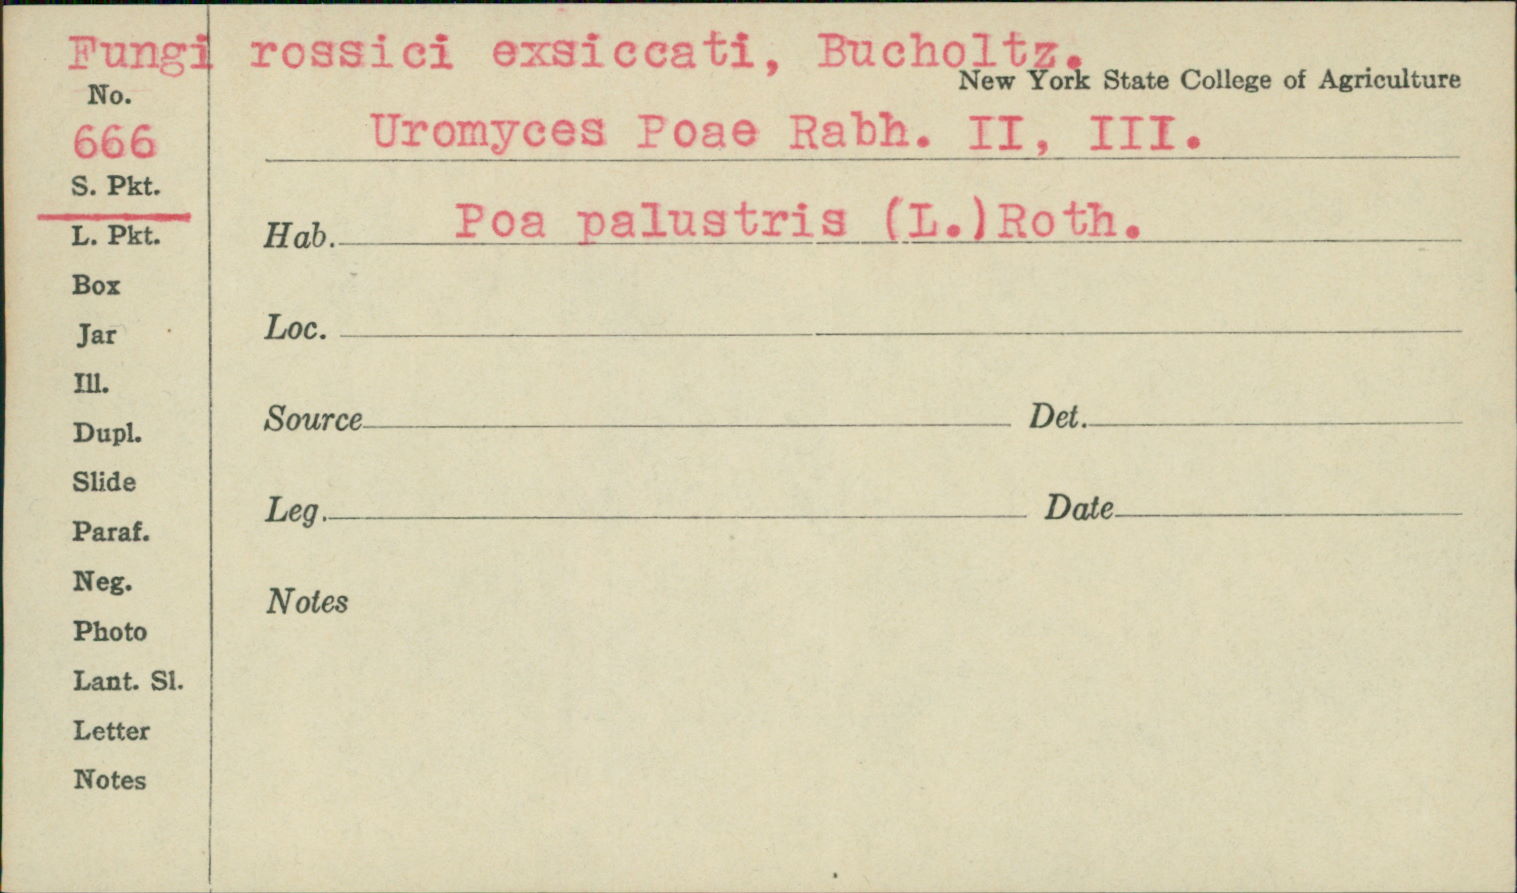 Fungi rossici exsiccati, Bucholtz.
New York State College of Agriculture
No.
666
Uromyces Poae Rabh. II, III.
S. Pkt.
L. Pkt.
Hab. Poa palustris (L.)Roth.
Box
Jar
Loc.
Ill.
Dupl.
Source Det.
Slide
Paraf.
Leg. Date
Neg.
Notes
Photo
Lant. Sl.
Letter
Notes